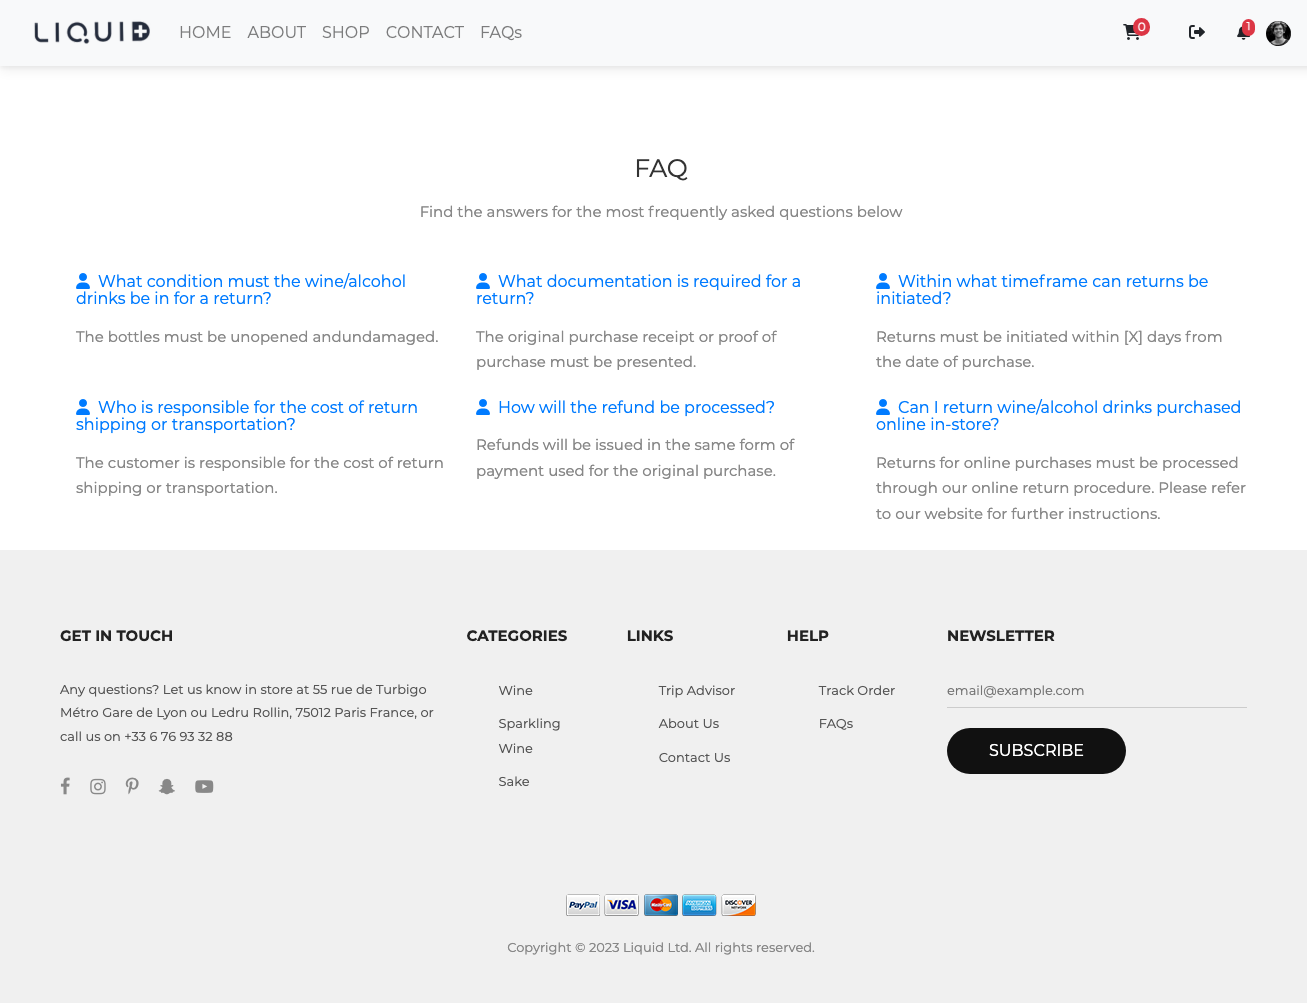 LIQUID HOME ABOUT SHOP CONTACT FAQs 0 1
FAQ
Find the answers for the most frequently asked questions below
What condition must the wine/alcohol
drinks be in for a return?
The bottles must be unopened andundamaged.
What documentation is required for a
return?
The original purchase receipt or proof of
purchase must be presented.
Within what timeframe can returns be
initiated?
Returns must be initiated within [X] days from
the date of purchase.
Who is responsible for the cost of return
shipping or transportation?
The customer is responsible for the cost of return
shipping or transportation.
How will the refund be processed?
Refunds will be issued in the same form of
payment used for the original purchase.
Can I return wine/alcohol drinks purchased
online in-store?
Returns for online purchases must be processed
through our online return procedure. Please refer
to our website for further instructions.
GET IN TOUCH
Any questions? Let us know in store at 55 rue de Turbigo
Métro Gare de Lyon ou Ledru Rollin, 75012 Paris France, or
call us on +33 6 76 93 32 88
CATEGORIES
Wine
Sparkling
Wine
Sake
LINKS
Trip Advisor
About Us
Contact Us
HELP
Track Order
FAQs
NEWSLETTER
email@example.com
SUBSCRIBE
PayPal VISA MasterCard AMERICAN EXPRESS DISCOVER NETWORK
Copyright © 2023 Liquid Ltd. All rights reserved.